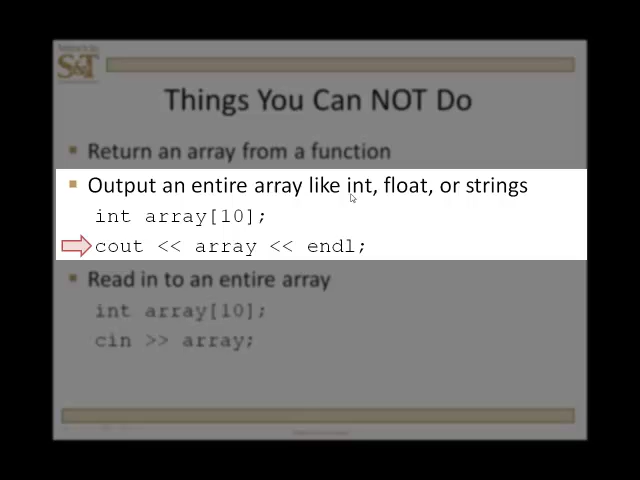 S&T
Things You Can NOT Do
Return an array from a function
Output an entire array like int, float, or strings
int array[10];
cout << array << endl;
Read in to an entire array
int array[10];
cin >> array;